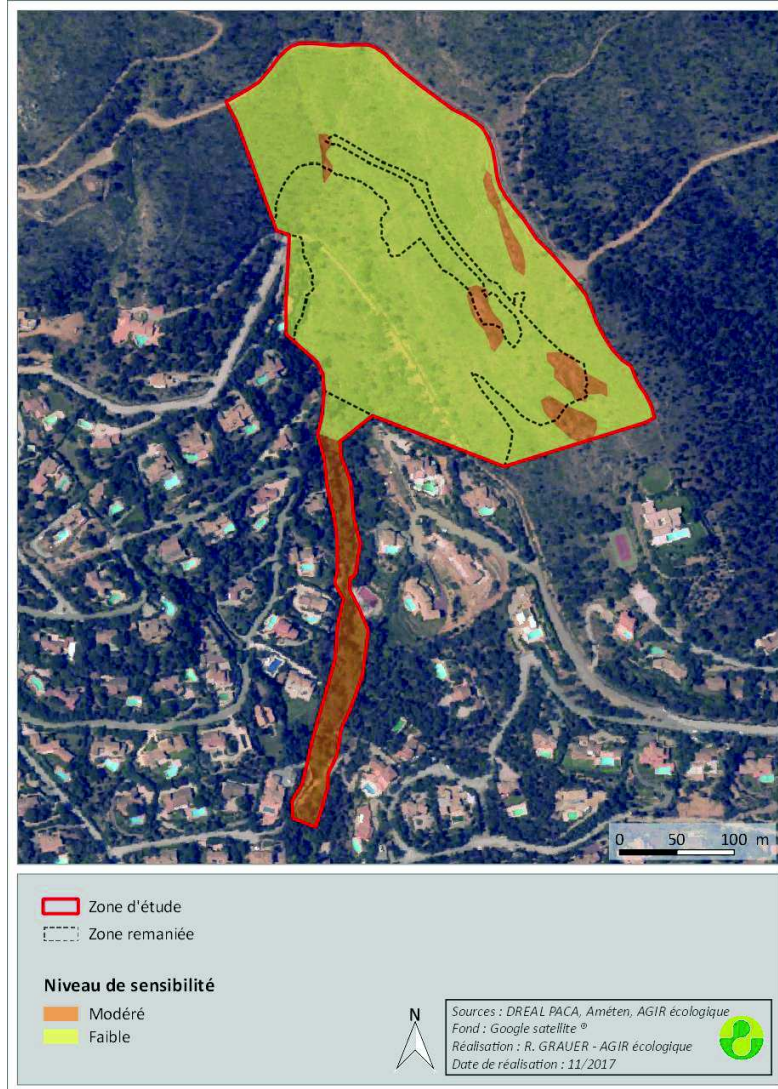 0 50 100 m
Zone d'étude
Zone remaniée
Niveau de sensibilité
Modéré
Faible
N
Sources : DREAL PACA, Améten, AGIR écologique
Fond : Google satellite ®
Réalisation : R. GRAUER - AGIR écologique
Date de réalisation : 11/2017